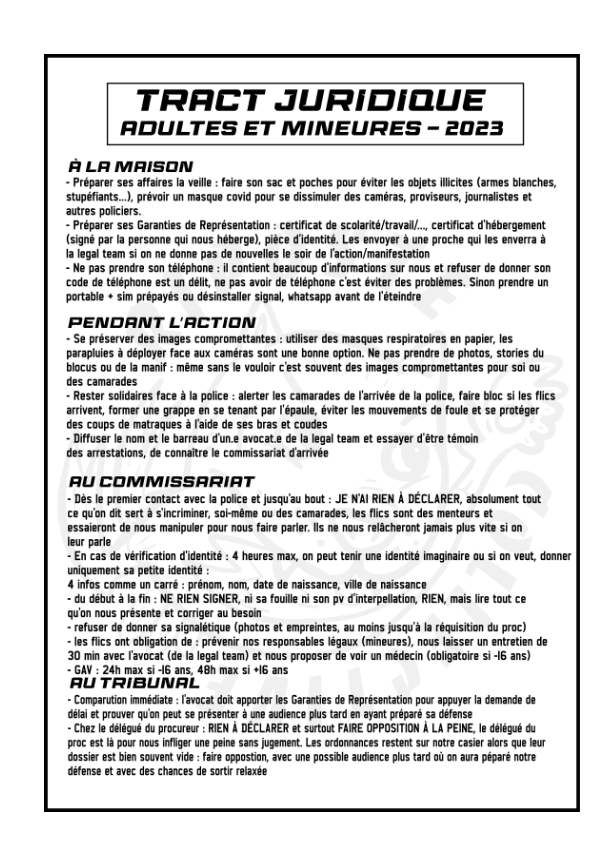 TRACT JURIDIQUE
ADULTES ET MINEURES – 2023
À LA MAISON
- Préparer ses affaires la veille : faire son sac et poches pour éviter les objets illicites (armes blanches,
stupéfiants...), prévoir un masque covid pour se dissimuler des caméras, proviseurs, journalistes et
autres policiers.
- Préparer ses Garanties de Représentation : certificat de scolarité/travail/..., certificat d'hébergement
(signé par la personne qui nous héberge), pièce d'identité. Les envoyer à une proche qui les enverra à
la legal team si on ne donne pas de nouvelles le soir de l'action/manifestation
- Ne pas prendre son téléphone : il contient beaucoup d'informations sur nous et refuser de donner son
code de téléphone est un délit, ne pas avoir de téléphone c'est éviter des problèmes. Sinon prendre un
portable + sim prépayés ou désinstaller signal, whatsapp avant de l'éteindre
PENDANT L'ACTION
- Se préserver des images compromettantes : utiliser des masques respiratoires en papier, les
parapluies à déployer face aux caméras sont une bonne option. Ne pas prendre de photos, stories du
blocus ou de la manif : même sans le vouloir c'est souvent des images compromettantes pour soi ou
des camarades
- Rester solidaires face à la police : alerter les camarades de l'arrivée de la police, faire bloc si les flics
arrivent, former une grappe en se tenant par l'épaule, éviter les mouvements de foule et se protéger
des coups de matraques à l'aide de ses bras et coudes
- Diffuser le nom et le barreau d'un.e avocat.e de la legal team et essayer d'être témoin
des arrestations, de connaître le commissariat d'arrivée
AU COMMISSARIAT
- Dès le premier contact avec la police et jusqu'au bout : JE N'AI RIEN À DÉCLARER, absolument tout
ce qu'on dit sert à s'incriminer, soi-même ou des camarades, les flics sont des menteurs et
essaieront de nous manipuler pour nous faire parler. Ils ne nous relâcheront jamais plus vite si on
leur parle
- En cas de vérification d'identité : 4 heures max, on peut tenir une identité imaginaire ou si on veut, donner
uniquement sa petite identité :
4 infos comme un carré : prénom, nom, date de naissance, ville de naissance
- du début à la fin : NE RIEN SIGNER, ni sa fouille ni son pv d'interpellation, RIEN, mais lire tout ce
qu'on nous présente et corriger au besoin
- refuser de donner sa signalétique (photos et empreintes, au moins jusqu'à la réquisition du proc)
- les flics ont obligation de : prévenir nos responsables légaux (mineures), nous laisser un entretien de
30 min avec l'avocat (de la legal team) et nous proposer de voir un médecin (obligatoire si -16 ans)
- GAV : 24h max si -16 ans, 48h max si +16 ans
AU TRIBUNAL
- Comparution immédiate : l'avocat doit apporter les Garanties de Représentation pour appuyer la demande de
délai et prouver qu'on peut se présenter à une audience plus tard en ayant préparé sa défense
- Chez le délégué du procureur : RIEN À DÉCLARER et surtout FAIRE OPPOSITION À LA PEINE, le délégué du
proc est là pour nous infliger une peine sans jugement. Les ordonnances restent sur notre casier alors que leur
dossier est bien souvent vide : faire oppostion, avec une possible audience plus tard où on aura péparé notre
défense et avec des chances de sortir relaxée